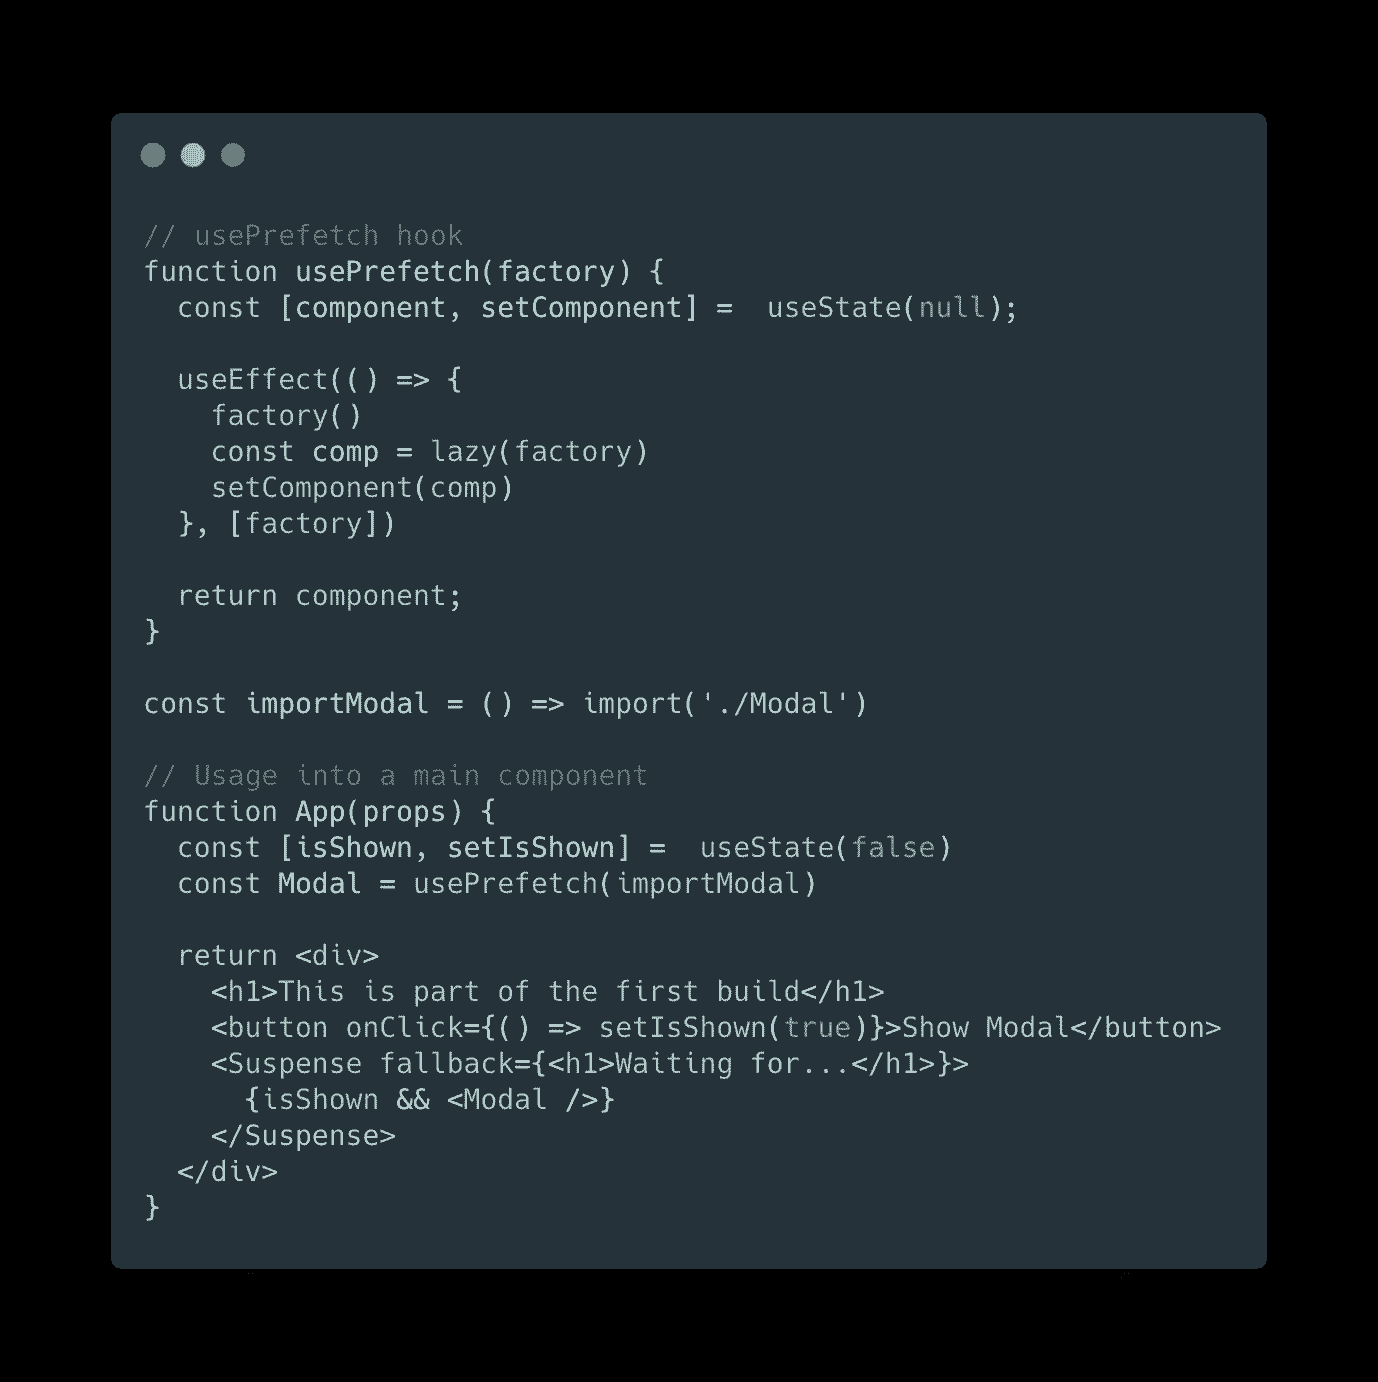 // usePrefetch hook
function usePrefetch(factory) {
  const [component, setComponent] =  useState(null);
  useEffect(() => {
    factory()
    const comp = lazy(factory)
    setComponent(comp)
  }, [factory])
  return component;
}
const importModal = () => import('./Modal')
// Usage into a main component
function App(props) {
  const [isShown, setIsShown] =  useState(false)
  const Modal = usePrefetch(importModal)
  return <div>
    <h1>This is part of the first build</h1>
    <button onClick={() => setIsShown(true)}>Show Modal</button>
    <Suspense fallback={<h1>Waiting for...</h1>}>
      {isShown && <Modal />}
    </Suspense>
  </div>
}